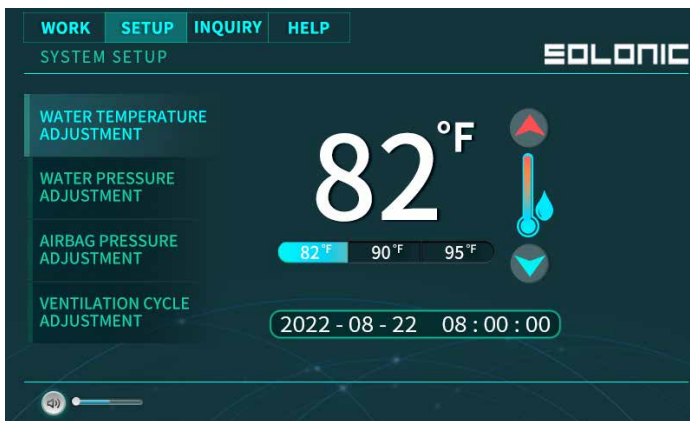 WORK SETUP INQUIRY HELP
SYSTEM SETUP
SOLONIC
WATER TEMPERATURE
ADJUSTMENT
WATER PRESSURE
ADJUSTMENT
AIRBAG PRESSURE
ADJUSTMENT
VENTILATION CYCLE
ADJUSTMENT
82°F
82°F 90°F 95°F
2022 - 08 - 22 08 : 00 : 00